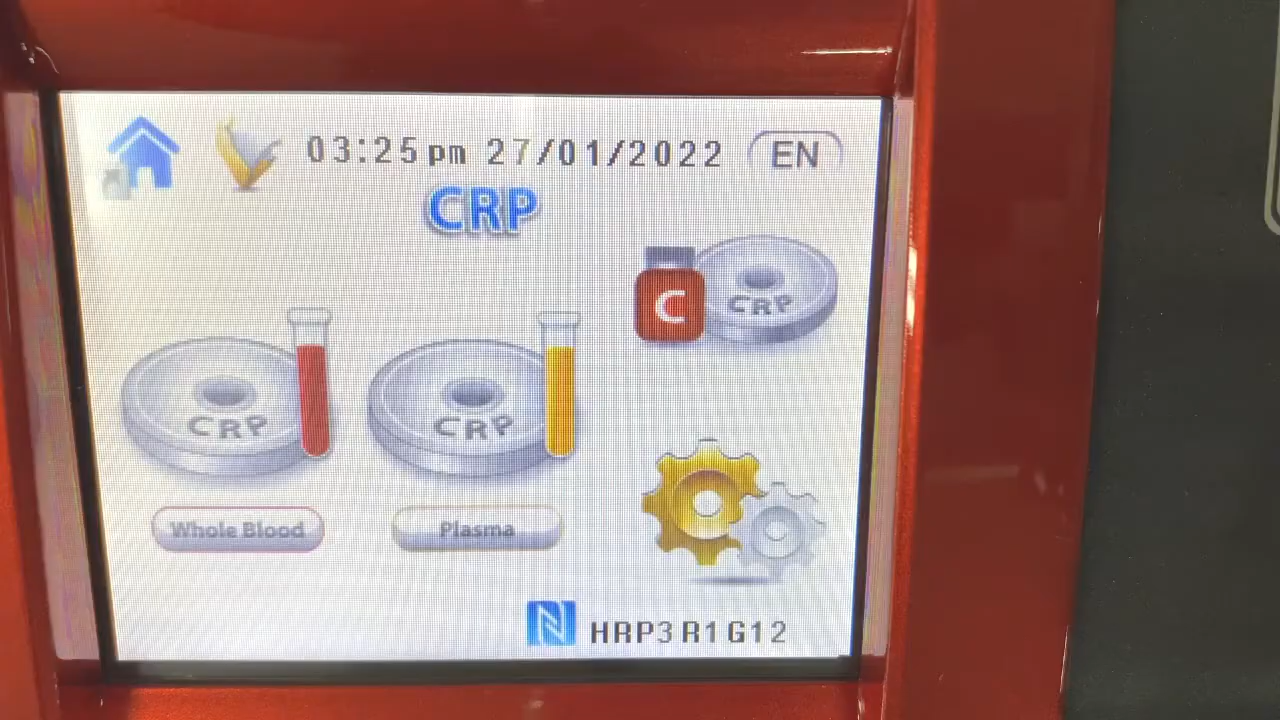 03:25 pm 27/01/2022 EN
CRP
C CRP
CRP CRP
Whole Blood Plasma
N HRP3 R1 G12